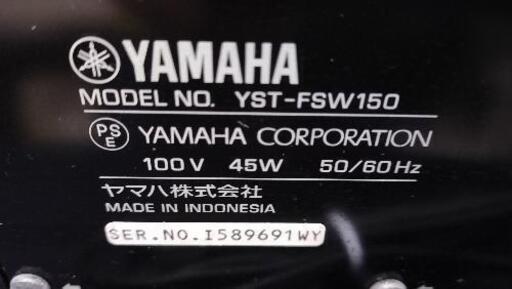 YAMAHA
MODEL NO. YST-FSW150
PSE YAMAHA CORPORATION
100V 45W 50/60Hz
ヤマハ株式会社
MADE IN INDONESIA
SER.NO.I589691WY